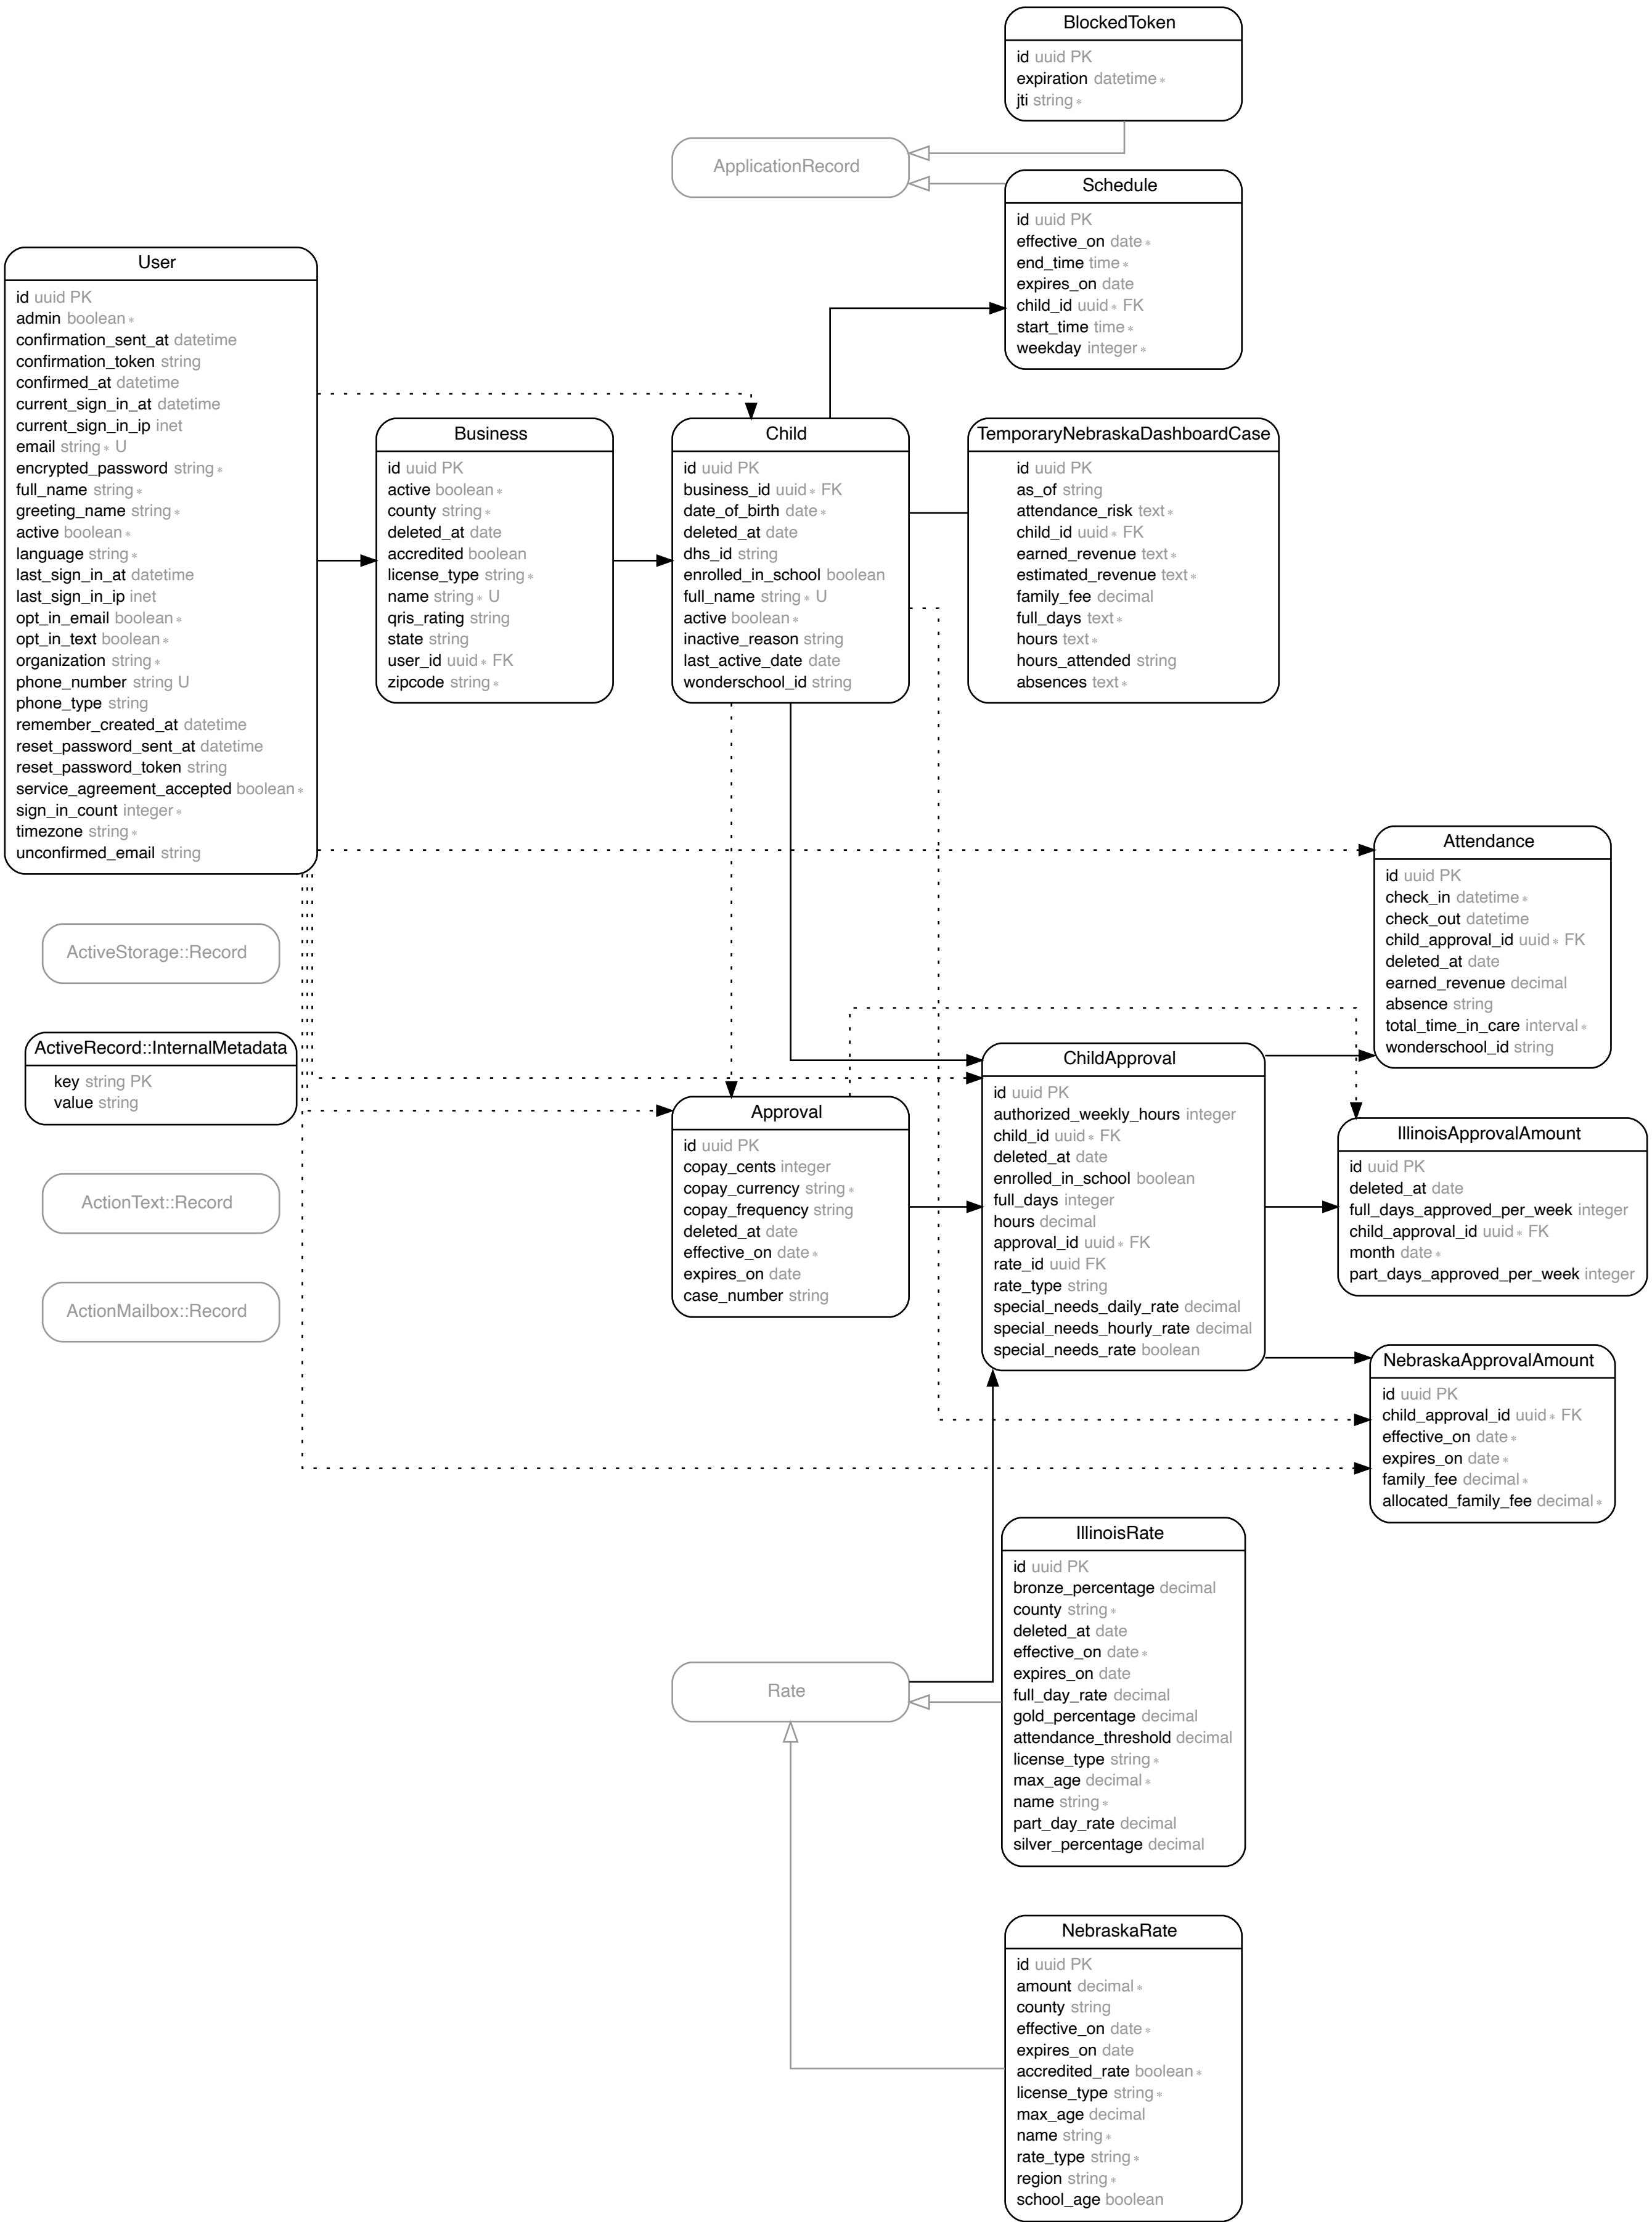 BlockedToken
id uuid PK
expiration datetime *
jti string *
ApplicationRecord
Schedule
id uuid PK
effective_on date *
end_time time *
expires_on date
child_id uuid * FK
start_time time *
weekday integer *
User
id uuid PK
admin boolean *
confirmation_sent_at datetime
confirmation_token string
confirmed_at datetime
current_sign_in_at datetime
current_sign_in_ip inet
email string * U
encrypted_password string *
full_name string *
greeting_name string *
active boolean *
language string *
last_sign_in_at datetime
last_sign_in_ip inet
opt_in_email boolean *
opt_in_text boolean *
organization string *
phone_number string U
phone_type string
remember_created_at datetime
reset_password_sent_at datetime
reset_password_token string
service_agreement_accepted boolean *
sign_in_count integer *
timezone string *
unconfirmed_email string
Business
id uuid PK
active boolean *
county string *
deleted_at date
accredited boolean
license_type string *
name string * U
qris_rating string
state string
user_id uuid * FK
zipcode string *
Child
id uuid PK
business_id uuid * FK
date_of_birth date *
deleted_at date
dhs_id string
enrolled_in_school boolean
full_name string * U
active boolean *
inactive_reason string
last_active_date date
wonderschool_id string
TemporaryNebraskaDashboardCase
id uuid PK
as_of string
attendance_risk text *
child_id uuid * FK
earned_revenue text *
estimated_revenue text *
family_fee decimal
full_days text *
hours text *
hours_attended string
absences text *
Attendance
id uuid PK
check_in datetime *
check_out datetime
child_approval_id uuid * FK
deleted_at date
earned_revenue decimal
absence string
total_time_in_care interval *
wonderschool_id string
ActiveStorage::Record
ActiveRecord::InternalMetadata
key string PK
value string
ActionText::Record
ActionMailbox::Record
Approval
id uuid PK
copay_cents integer
copay_currency string *
copay_frequency string
deleted_at date
effective_on date *
expires_on date
case_number string
ChildApproval
id uuid PK
authorized_weekly_hours integer
child_id uuid * FK
deleted_at date
enrolled_in_school boolean
full_days integer
hours decimal
approval_id uuid * FK
rate_id uuid FK
rate_type string
special_needs_daily_rate decimal
special_needs_hourly_rate decimal
special_needs_rate boolean
IllinoisApprovalAmount
id uuid PK
deleted_at date
full_days_approved_per_week integer
child_approval_id uuid * FK
month date *
part_days_approved_per_week integer
NebraskaApprovalAmount
id uuid PK
child_approval_id uuid * FK
effective_on date *
expires_on date *
family_fee decimal *
allocated_family_fee decimal *
IllinoisRate
id uuid PK
bronze_percentage decimal
county string *
deleted_at date
effective_on date *
expires_on date
full_day_rate decimal
gold_percentage decimal
attendance_threshold decimal
license_type string *
max_age decimal *
name string *
part_day_rate decimal
silver_percentage decimal
Rate
NebraskaRate
id uuid PK
amount decimal *
county string
effective_on date *
expires_on date
accredited_rate boolean *
license_type string *
max_age decimal
name string *
rate_type string *
region string *
school_age boolean